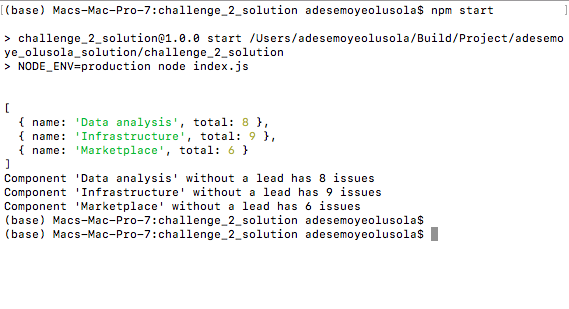 [(base) Macs-Mac-Pro-7:challenge_2_solution adesemoyeolusola$ npm start ]
> challenge_2_solution@1.0.0 start /Users/adesemoyeolusola/Build/Project/adesemo
ye_olusola_solution/challenge_2_solution
> NODE_ENV=production node index.js
[
{ name: 'Data analysis', total: 8 },
{ name: 'Infrastructure', total: 9 },
{ name: 'Marketplace', total: 6 }
]
Component 'Data analysis' without a lead has 8 issues
Component 'Infrastructure' without a lead has 9 issues
Component 'Marketplace' without a lead has 6 issues
(base) Macs-Mac-Pro-7:challenge_2_solution adesemoyeolusola$
(base) Macs-Mac-Pro-7:challenge_2_solution adesemoyeolusola$